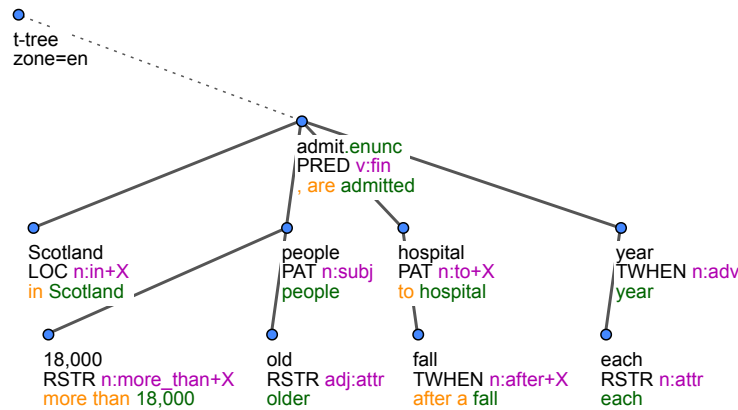 t-tree
zone=en
admit.enunc
PRED v:fin
, are admitted
Scotland
LOC n:in+X
in Scotland
people
PAT n:subj
people
hospital
PAT n:to+X
to hospital
year
TWHEN n:adv
year
18,000
RSTR n:more_than+X
more than 18,000
old
RSTR adj:attr
older
fall
TWHEN n:after+X
after a fall
each
RSTR n:attr
each